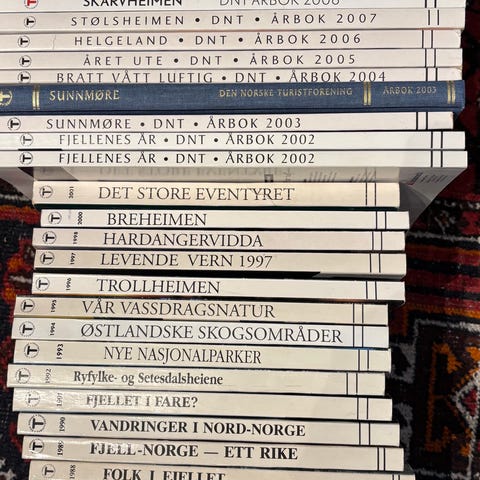 SKARVHEIMEN DNT ÅRBOK 2008
STØLSHEIMEN • DNT • ÅRBOK 2007
HELGELAND • DNT • ÅRBOK 2006
ÅRET UTE • DNT • ÅRBOK 2005
BRATT VÅTT LUFTIG • DNT • ÅRBOK 2004
T SUNNMØRE DEN NORSKE TURISTFORENING ÅRBOK 2003
T SUNNMØRE • DNT • ÅRBOK 2003
T FJELLENES ÅR • DNT • ÅRBOK 2002
T FJELLENES ÅR • DNT • ÅRBOK 2002
T 2001 DET STORE EVENTYRET
T 2000 BREHEIMEN
T 1998 HARDANGERVIDDA
T 1997 LEVENDE VERN 1997
T 1996 TROLLHEIMEN
T 1995 VÅR VASSDRAGSNATUR
T 1994 ØSTLANDSKE SKOGSOMRÅDER
T 1993 NYE NASJONALPARKER
T 1992 Ryfylke- og Setesdalsheiene
T 1991 FJELLET I FARE?
T 1990 VANDRINGER I NORD-NORGE
T 1989 FJELL-NORGE — ETT RIKE
T 1988 FOLK I FJELLET